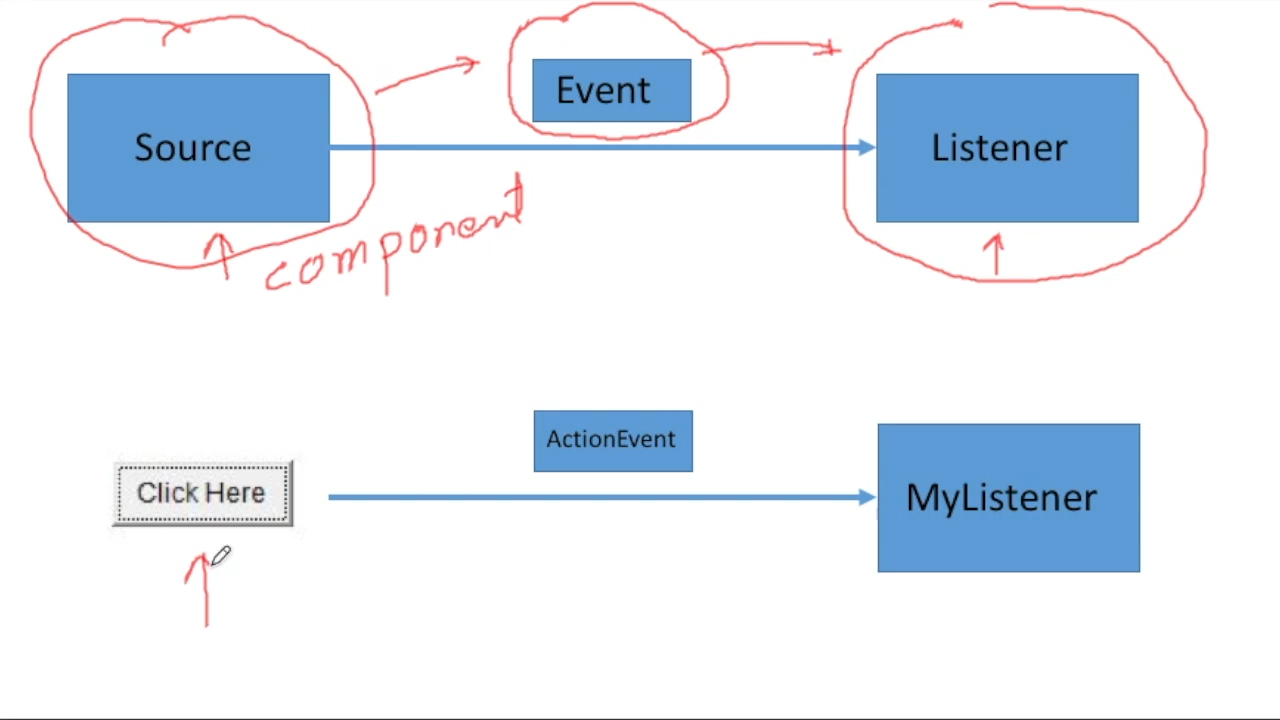 Event
Source
Listener
component
ActionEvent
Click Here
MyListener